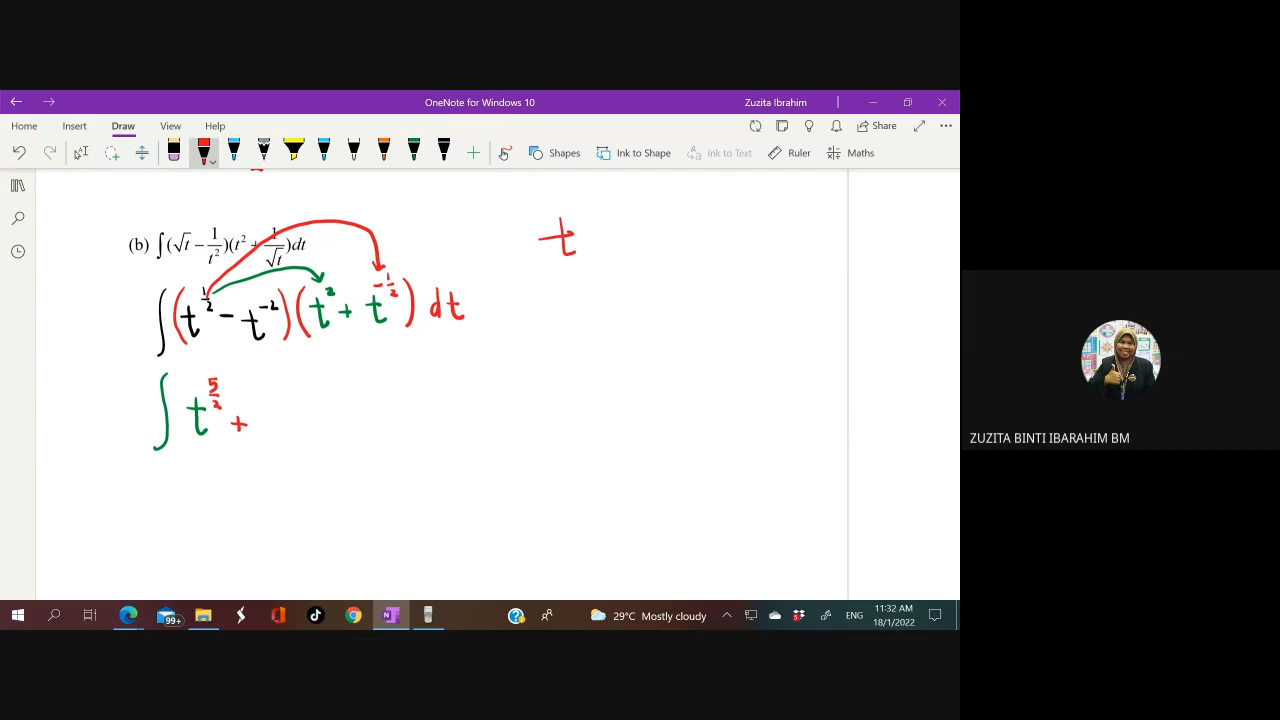 OneNote for Windows 10
Zuzita Ibrahim
Home Insert Draw View Help
Share
Shapes Ink to Shape Ink to Text Ruler Maths
(b) ∫(√t − 1/t²)(t² + 1/√t)dt
t
∫(t^(1/2) − t^(−2))(t² + t^(−1/2)) dt
∫ t^(5/2) +
ZUZITA BINTI IBARAHIM BM
99+
29°C Mostly cloudy
5
ENG
11:32 AM
18/1/2022